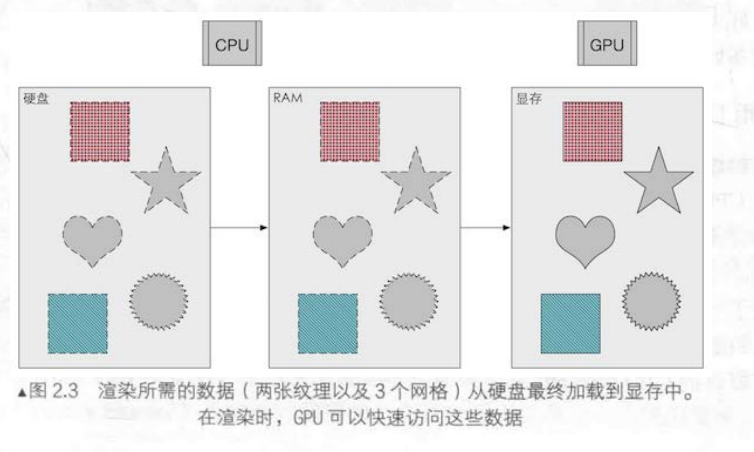 CPU
GPU
硬盘
RAM
显存
▲图 2.3 渲染所需的数据（两张纹理以及 3 个网格）从硬盘最终加载到显存中。
在渲染时，GPU 可以快速访问这些数据